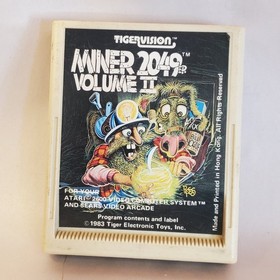 TIGERVISION™
MINER 2049ER™
VOLUME II
FOR YOUR
ATARI® 2600 VIDEO COMPUTER SYSTEM™
AND SEARS VIDEO ARCADE
Program contents and label
©1983 Tiger Electronic Toys, Inc.
Made and Printed in Hong Kong. All Rights Reserved